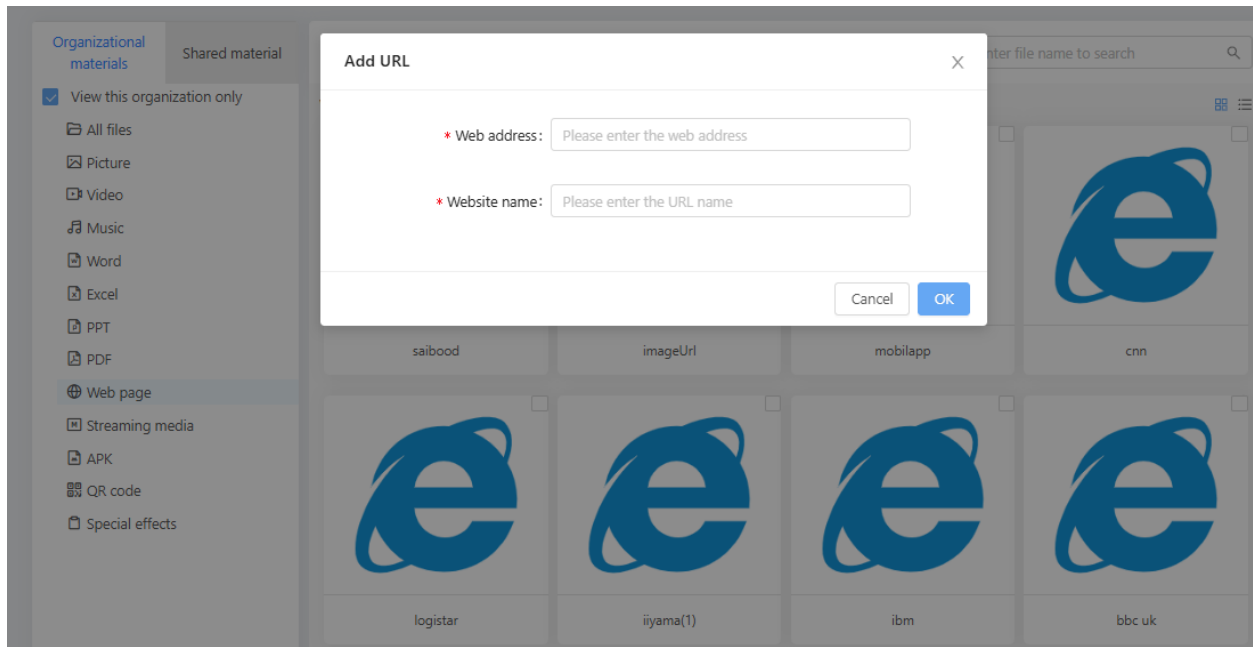 Organizational
materials
Shared material
View this organization only
All files
Picture
Video
Music
Word
Excel
PPT
PDF
Web page
Streaming media
APK
QR code
Special effects
Add URL
* Web address:
Please enter the web address
* Website name:
Please enter the URL name
Cancel
OK
file name to search
saibood
imageUrl
mobilapp
cnn
logistar
iiyama(1)
ibm
bbc uk